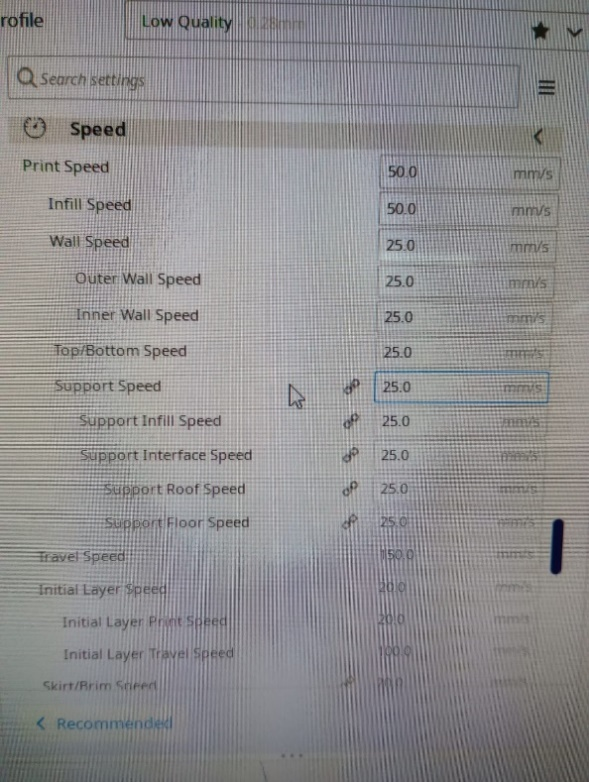 rofile
Low Quality - 0.28mm
Search settings
Speed
Print Speed 50.0 mm/s
Infill Speed 50.0 mm/s
Wall Speed 25.0 mm/s
Outer Wall Speed 25.0 mm/s
Inner Wall Speed 25.0 mm/s
Top/Bottom Speed 25.0 mm/s
Support Speed 25.0 mm/s
Support Infill Speed 25.0 mm/s
Support Interface Speed 25.0 mm/s
Support Roof Speed 25.0 mm/s
Support Floor Speed 25.0 mm/s
Travel Speed 150.0 mm/s
Initial Layer Speed 20.0 mm/s
Initial Layer Print Speed 20.0 mm/s
Initial Layer Travel Speed 100.0 mm/s
Skirt/Brim Speed 20.0 mm/s
Recommended